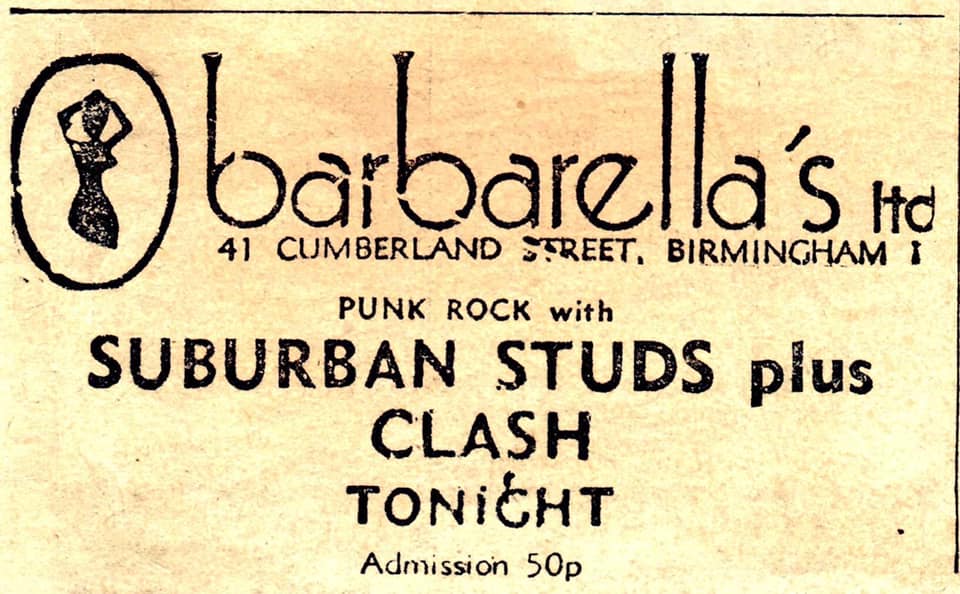 barbarella's ltd
41 CUMBERLAND STREET, BIRMINGHAM 1
PUNK ROCK with
SUBURBAN STUDS plus
CLASH
TONiGHT
Admission 50p